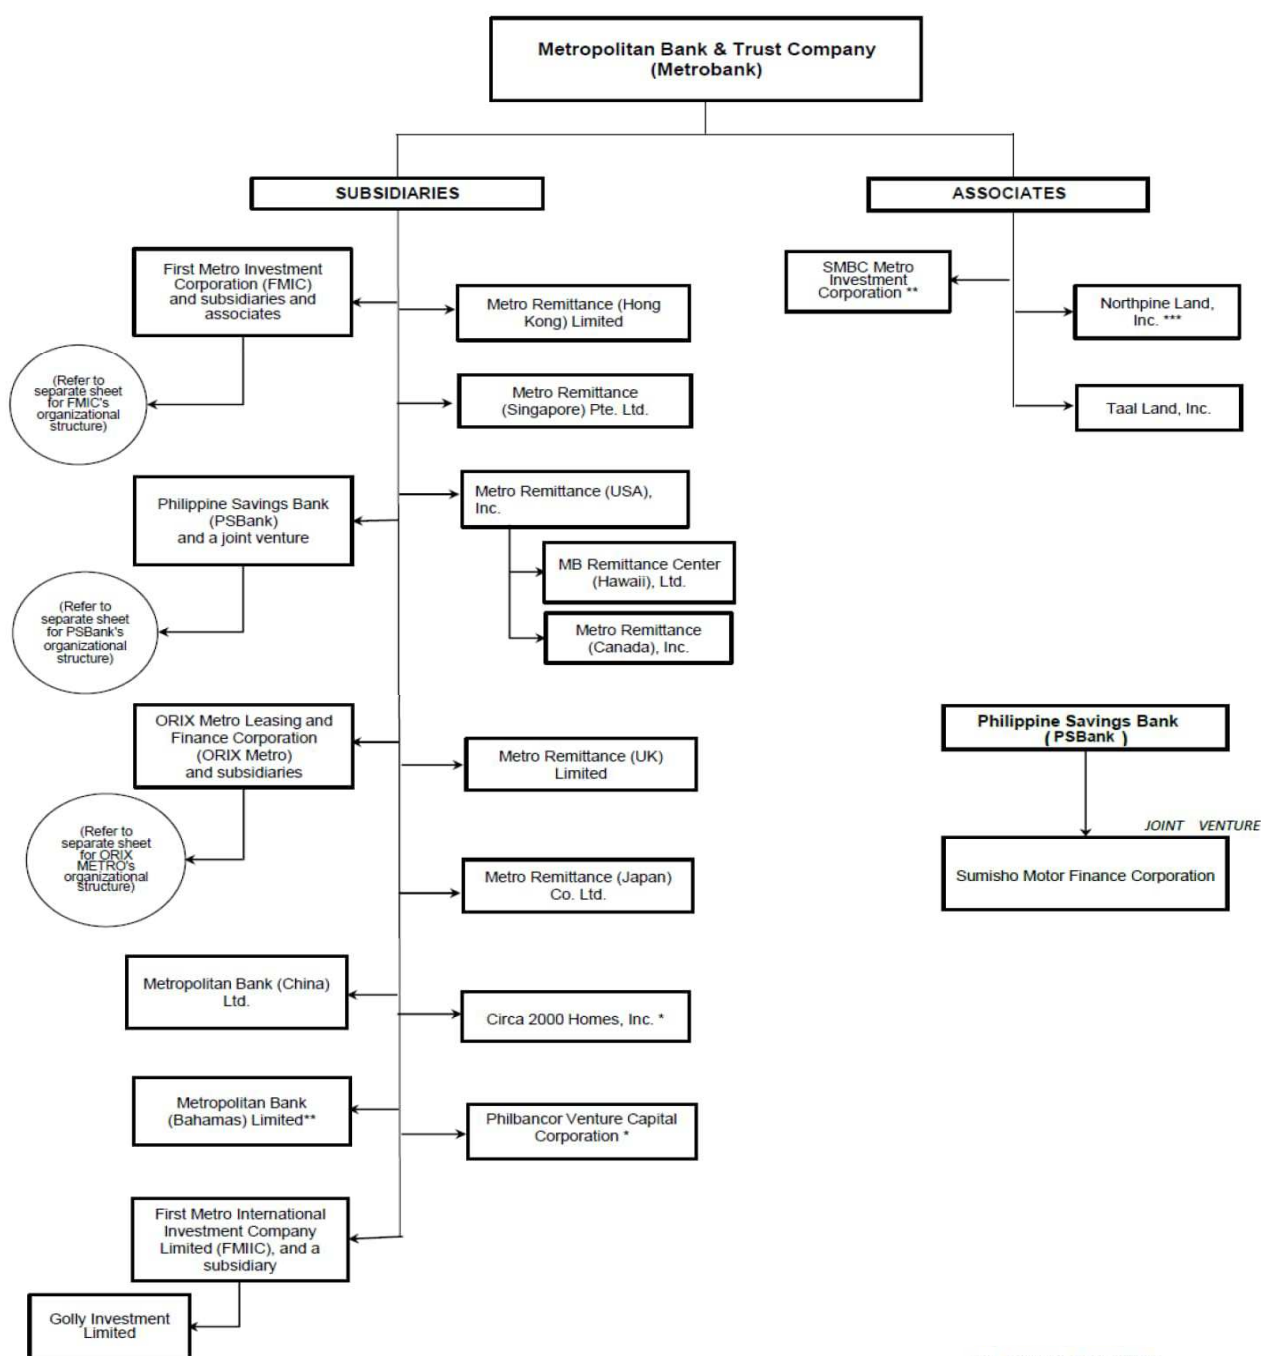 Metropolitan Bank & Trust Company
(Metrobank)
SUBSIDIARIES
ASSOCIATES
First Metro Investment
Corporation (FMIC)
and subsidiaries and
associates
Metro Remittance (Hong
Kong) Limited
SMBC Metro
Investment
Corporation **
Northpine Land,
Inc. ***
(Refer to
separate sheet
for FMIC's
organizational
structure)
Metro Remittance
(Singapore) Pte. Ltd.
Taal Land, Inc.
Philippine Savings Bank
(PSBank)
and a joint venture
Metro Remittance (USA),
Inc.
MB Remittance Center
(Hawaii), Ltd.
(Refer to
separate sheet
for PSBank's
organizational
structure)
Metro Remittance
(Canada), Inc.
ORIX Metro Leasing and
Finance Corporation
(ORIX Metro)
and subsidiaries
Metro Remittance (UK)
Limited
Philippine Savings Bank
( PSBank )
JOINT VENTURE
Sumisho Motor Finance Corporation
(Refer to
separate sheet
for ORIX
METRO's
organizational
structure)
Metro Remittance (Japan)
Co. Ltd.
Metropolitan Bank (China)
Ltd.
Circa 2000 Homes, Inc. *
Metropolitan Bank
(Bahamas) Limited**
Philbancor Venture Capital
Corporation *
First Metro International
Investment Company
Limited (FMIIC), and a
subsidiary
Golly Investment
Limited